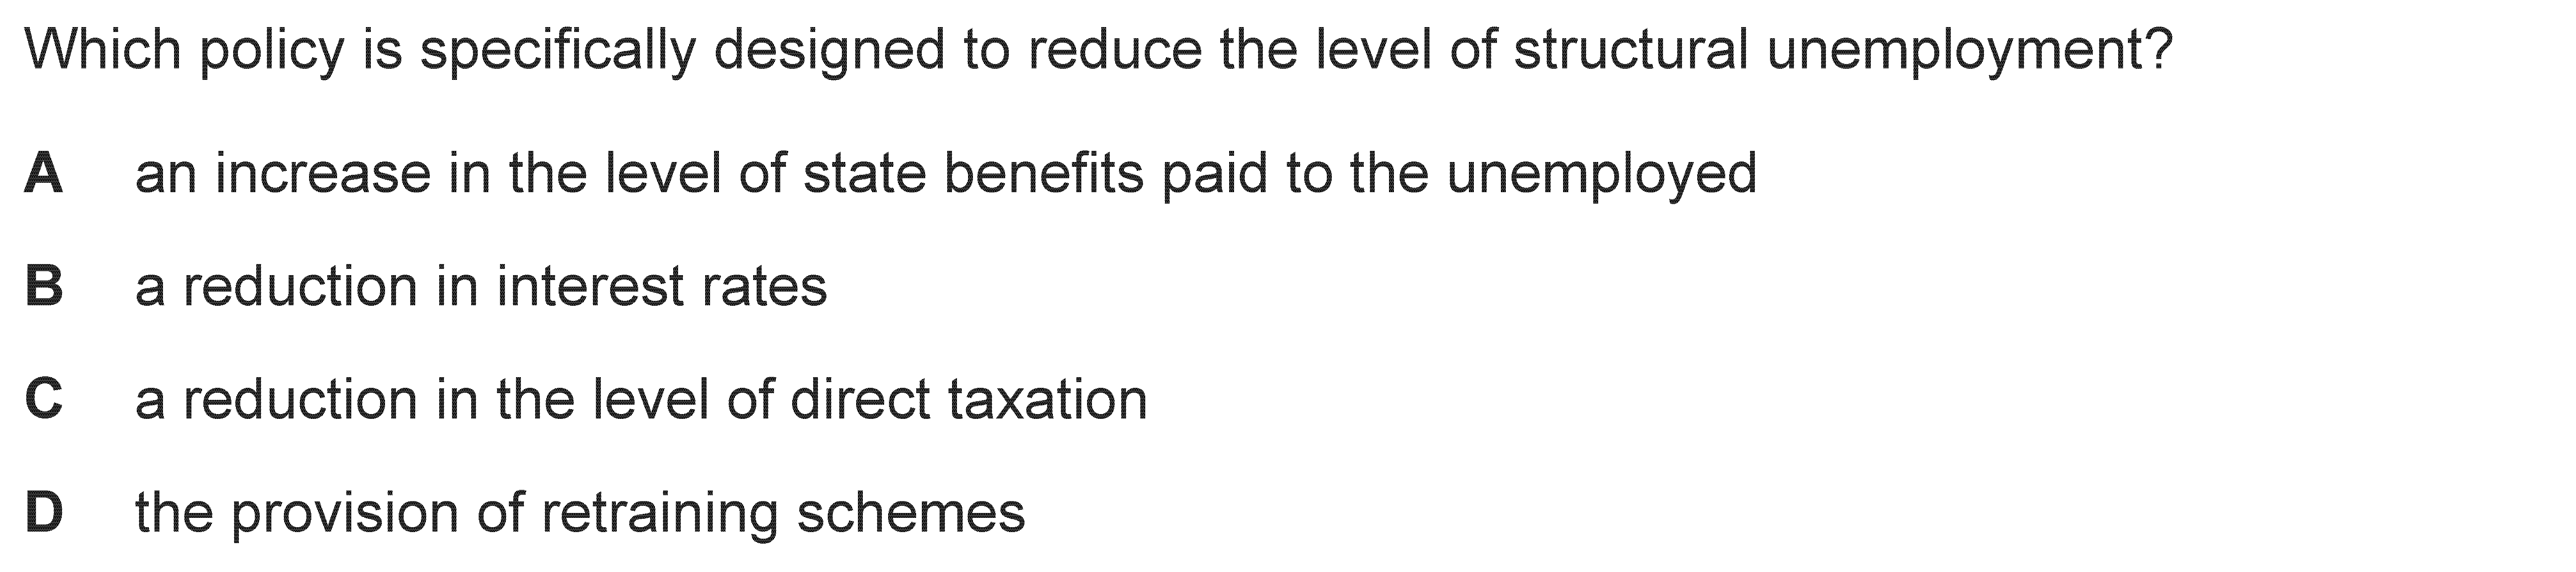 Which policy is specifically designed to reduce the level of structural unemployment?
A an increase in the level of state benefits paid to the unemployed
B a reduction in interest rates
C a reduction in the level of direct taxation
D the provision of retraining schemes